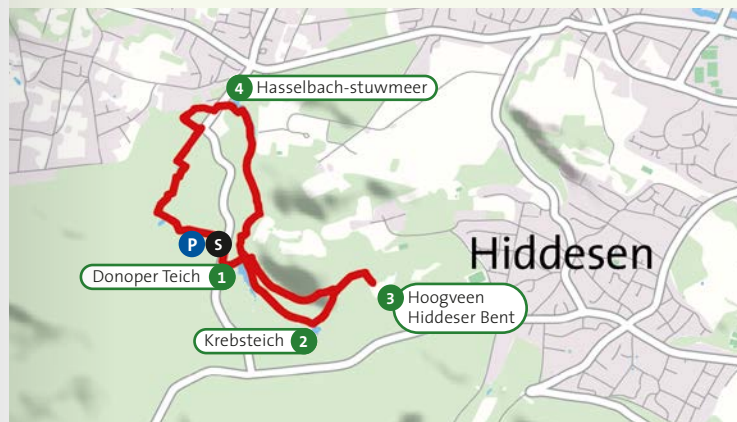 4 Hasselbach-stuwmeer
P S
Hiddesen
Donoper Teich 1
3 Hoogveen
Hiddeser Bent
Krebsteich 2